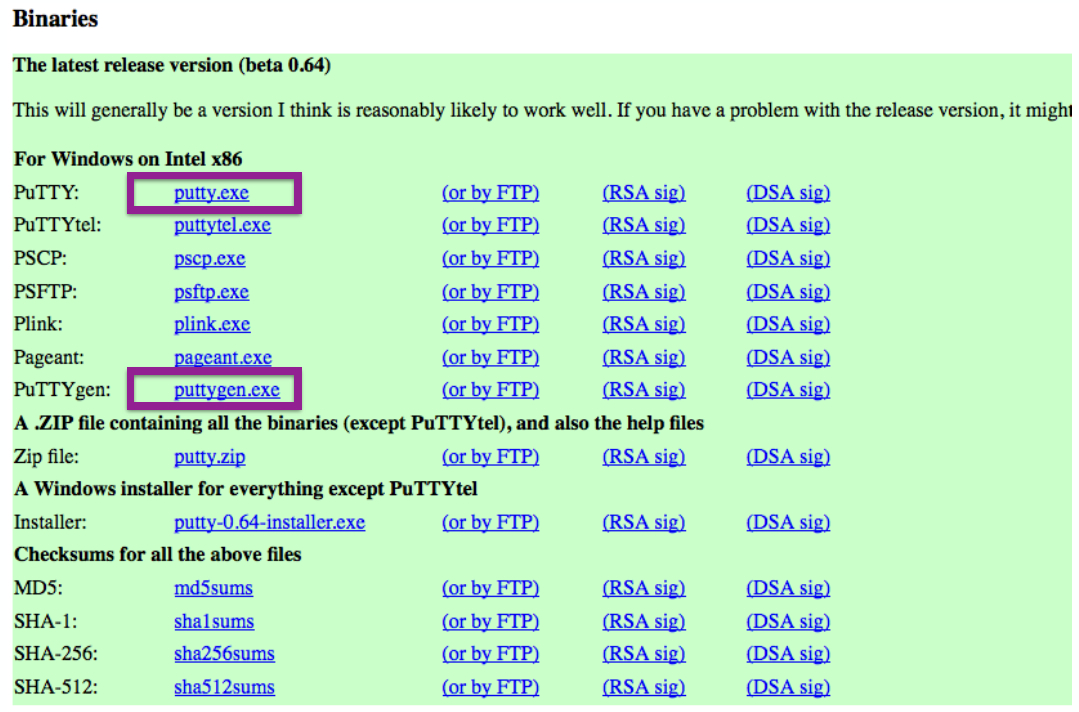 Binaries
The latest release version (beta 0.64)
This will generally be a version I think is reasonably likely to work well. If you have a problem with the release version, it might
For Windows on Intel x86
PuTTY: putty.exe (or by FTP) (RSA sig) (DSA sig)
PuTTYtel: puttytel.exe (or by FTP) (RSA sig) (DSA sig)
PSCP: pscp.exe (or by FTP) (RSA sig) (DSA sig)
PSFTP: psftp.exe (or by FTP) (RSA sig) (DSA sig)
Plink: plink.exe (or by FTP) (RSA sig) (DSA sig)
Pageant: pageant.exe (or by FTP) (RSA sig) (DSA sig)
PuTTYgen: puttygen.exe (or by FTP) (RSA sig) (DSA sig)
A .ZIP file containing all the binaries (except PuTTYtel), and also the help files
Zip file: putty.zip (or by FTP) (RSA sig) (DSA sig)
A Windows installer for everything except PuTTYtel
Installer: putty-0.64-installer.exe (or by FTP) (RSA sig) (DSA sig)
Checksums for all the above files
MD5: md5sums (or by FTP) (RSA sig) (DSA sig)
SHA-1: sha1sums (or by FTP) (RSA sig) (DSA sig)
SHA-256: sha256sums (or by FTP) (RSA sig) (DSA sig)
SHA-512: sha512sums (or by FTP) (RSA sig) (DSA sig)